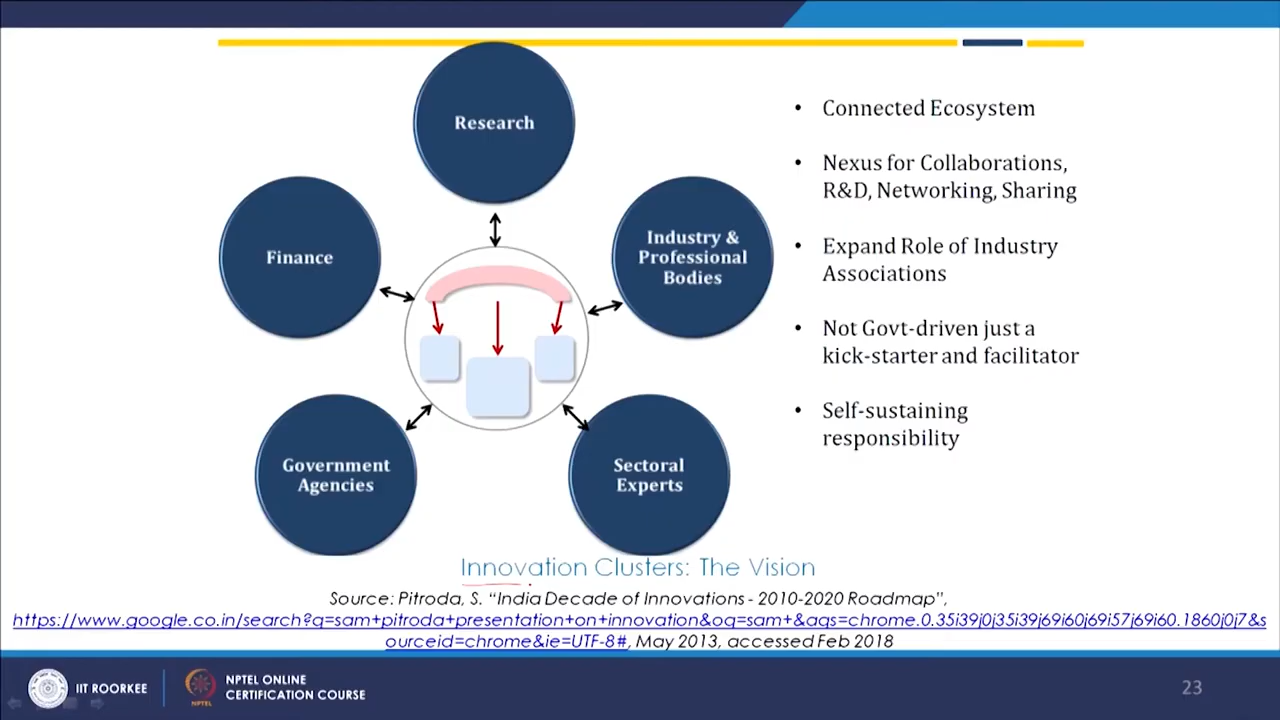 Research
Finance
Industry &
Professional
Bodies
Government
Agencies
Sectoral
Experts
• Connected Ecosystem
• Nexus for Collaborations,
R&D, Networking, Sharing
• Expand Role of Industry
Associations
• Not Govt-driven just a
kick-starter and facilitator
• Self-sustaining
responsibility
Innovation Clusters: The Vision
Source: Pitroda, S. “India Decade of Innovations - 2010-2020 Roadmap”,
https://www.google.co.in/search?q=sam+pitroda+presentation+on+innovation&oq=sam+&aqs=chrome.0.35i39j0j35i39j69i60j69i57j69i60.1860j0j7&s
ourceid=chrome&ie=UTF-8#, May 2013, accessed Feb 2018
IIT ROORKEE
NPTEL ONLINE
CERTIFICATION COURSE
NPTEL
23